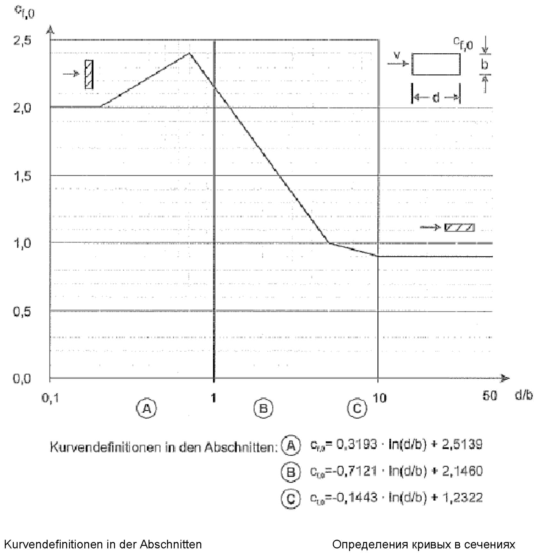 c_f,0
2,5
2,0
1,5
1,0
0,5
0,0
v
c_f,0
b
d
0,1
1
10
50
d/b
A
B
C
Kurvendefinitionen in den Abschnitten:
A c_f,0= 0,3193 · ln(d/b) + 2,5139
B c_f,0=-0,7121 · ln(d/b) + 2,1460
C c_f,0=-0,1443 · ln(d/b) + 1,2322
Kurvendefinitionen in der Abschnitten
Определения кривых в сечениях